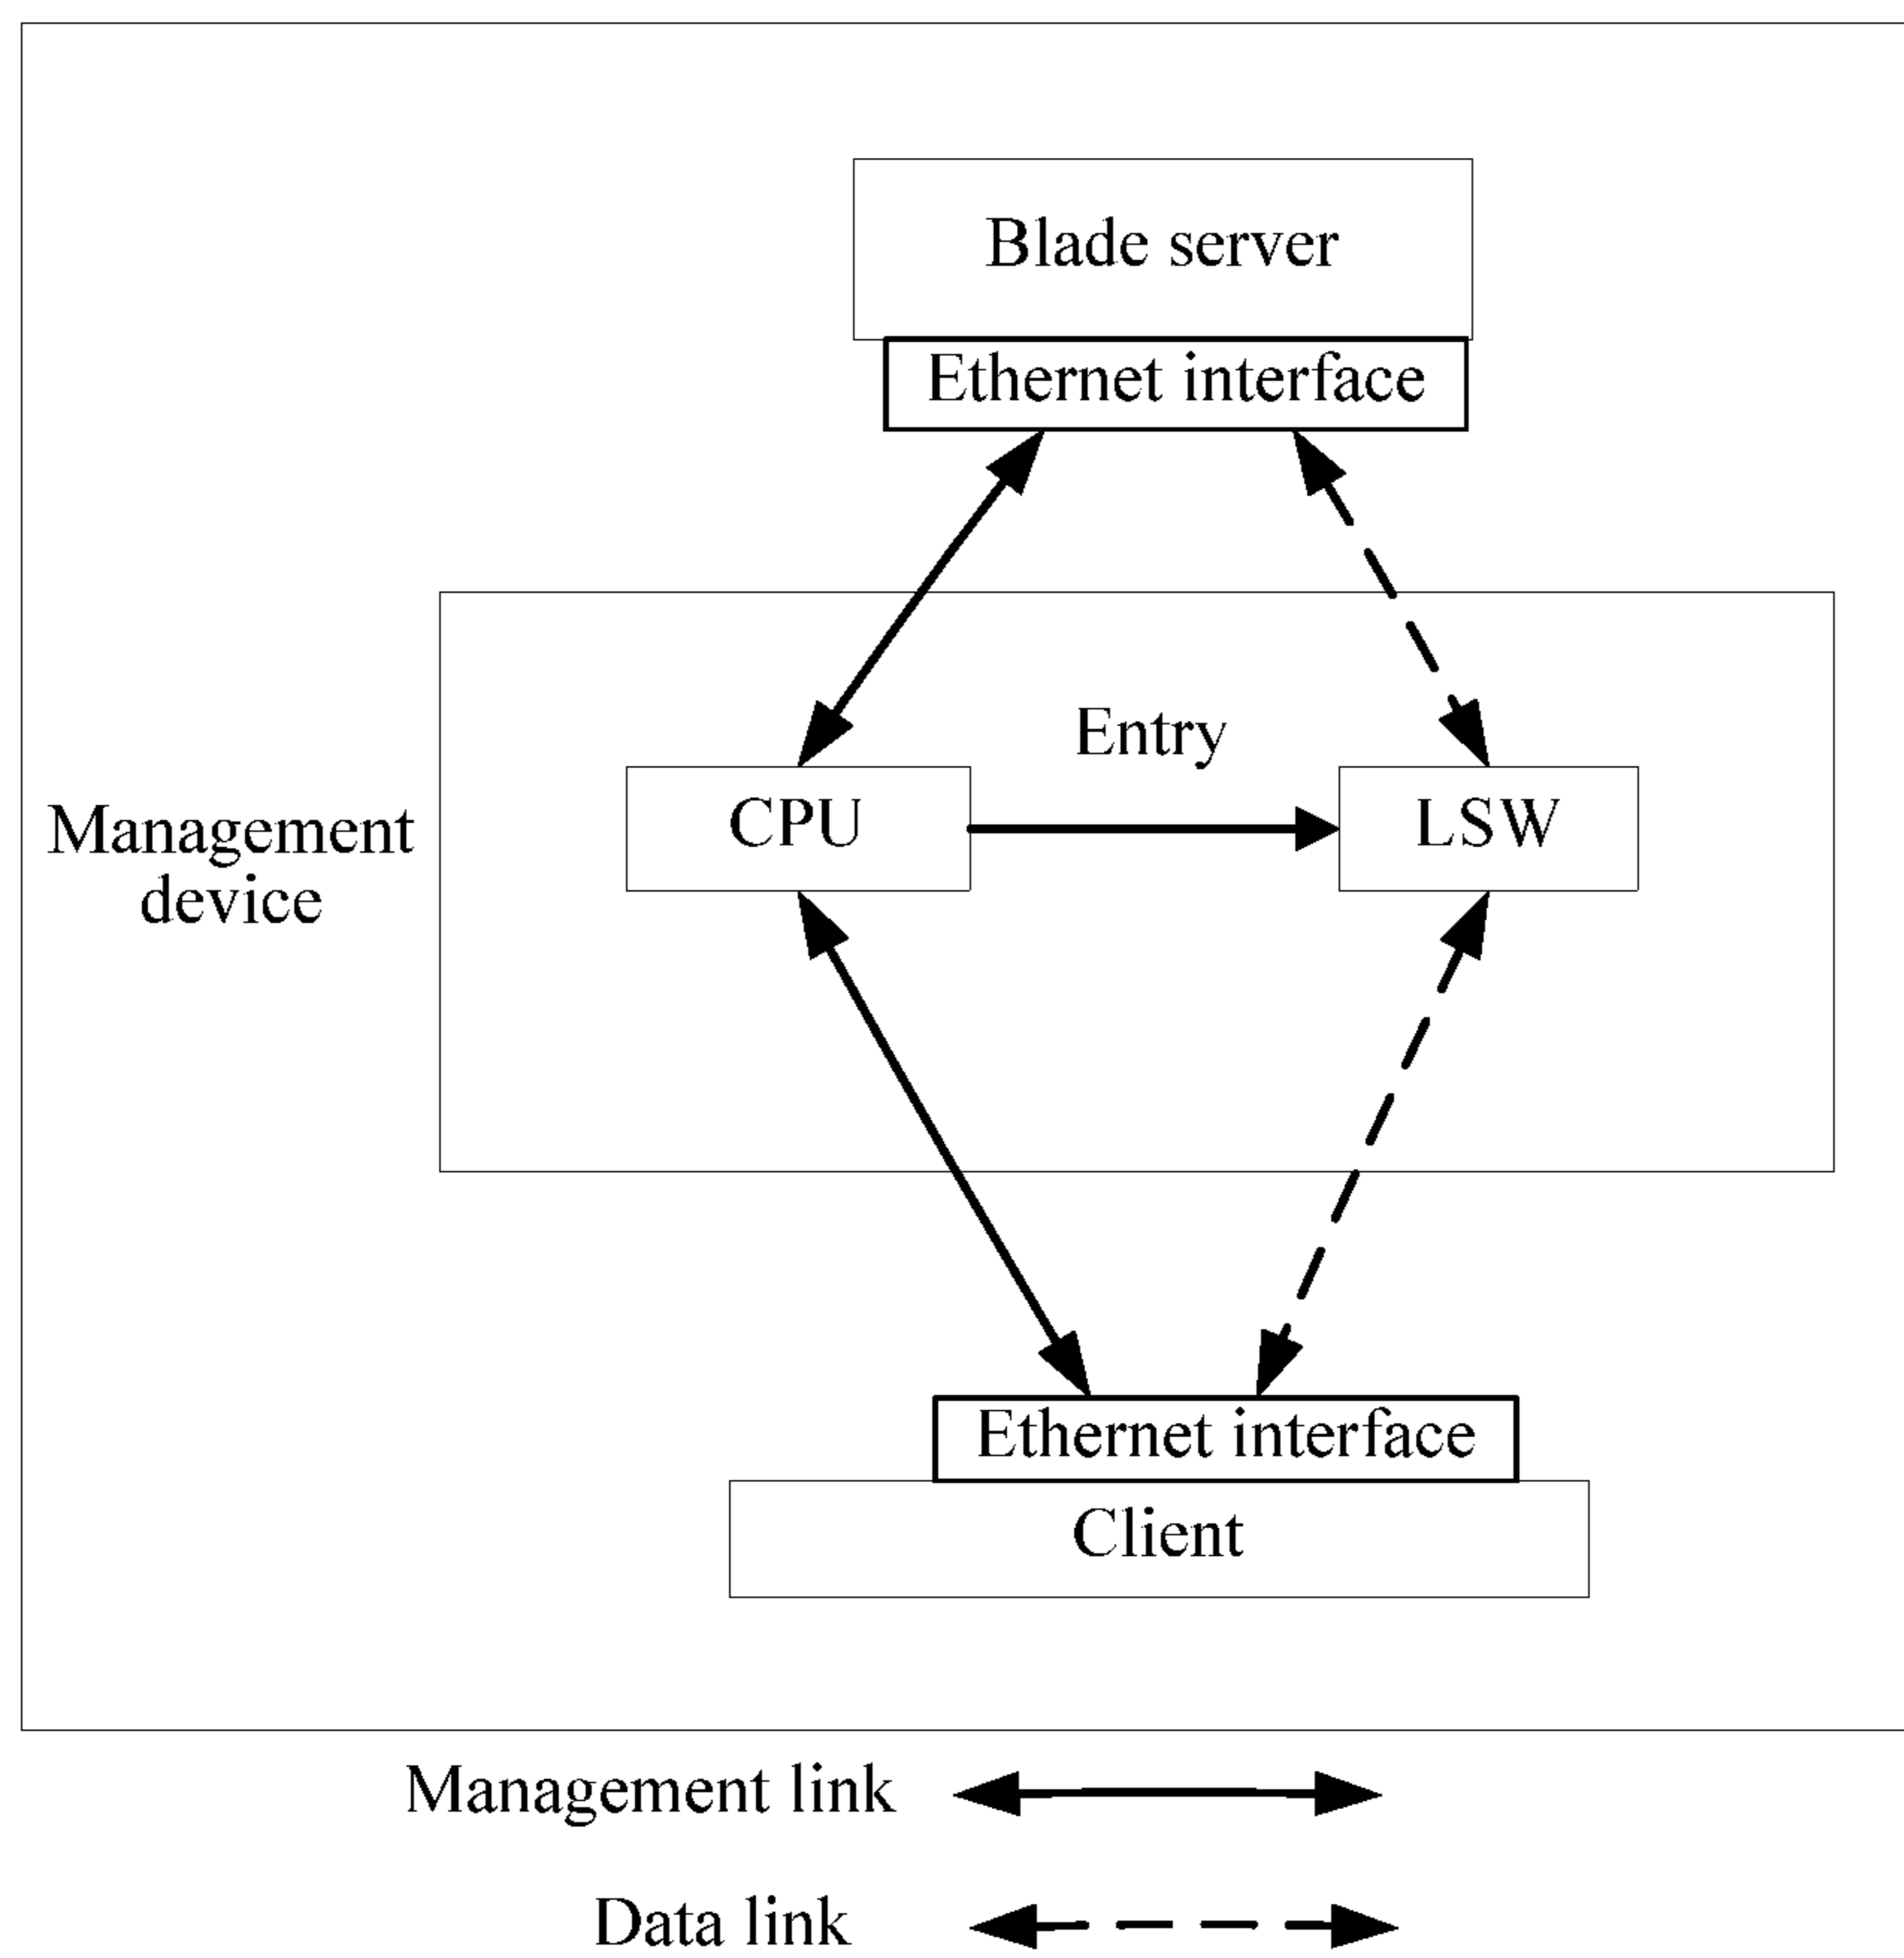 Blade server
Ethernet interface
Entry
CPU
LSW
Management
device
Ethernet interface
Client
Management link
Data link